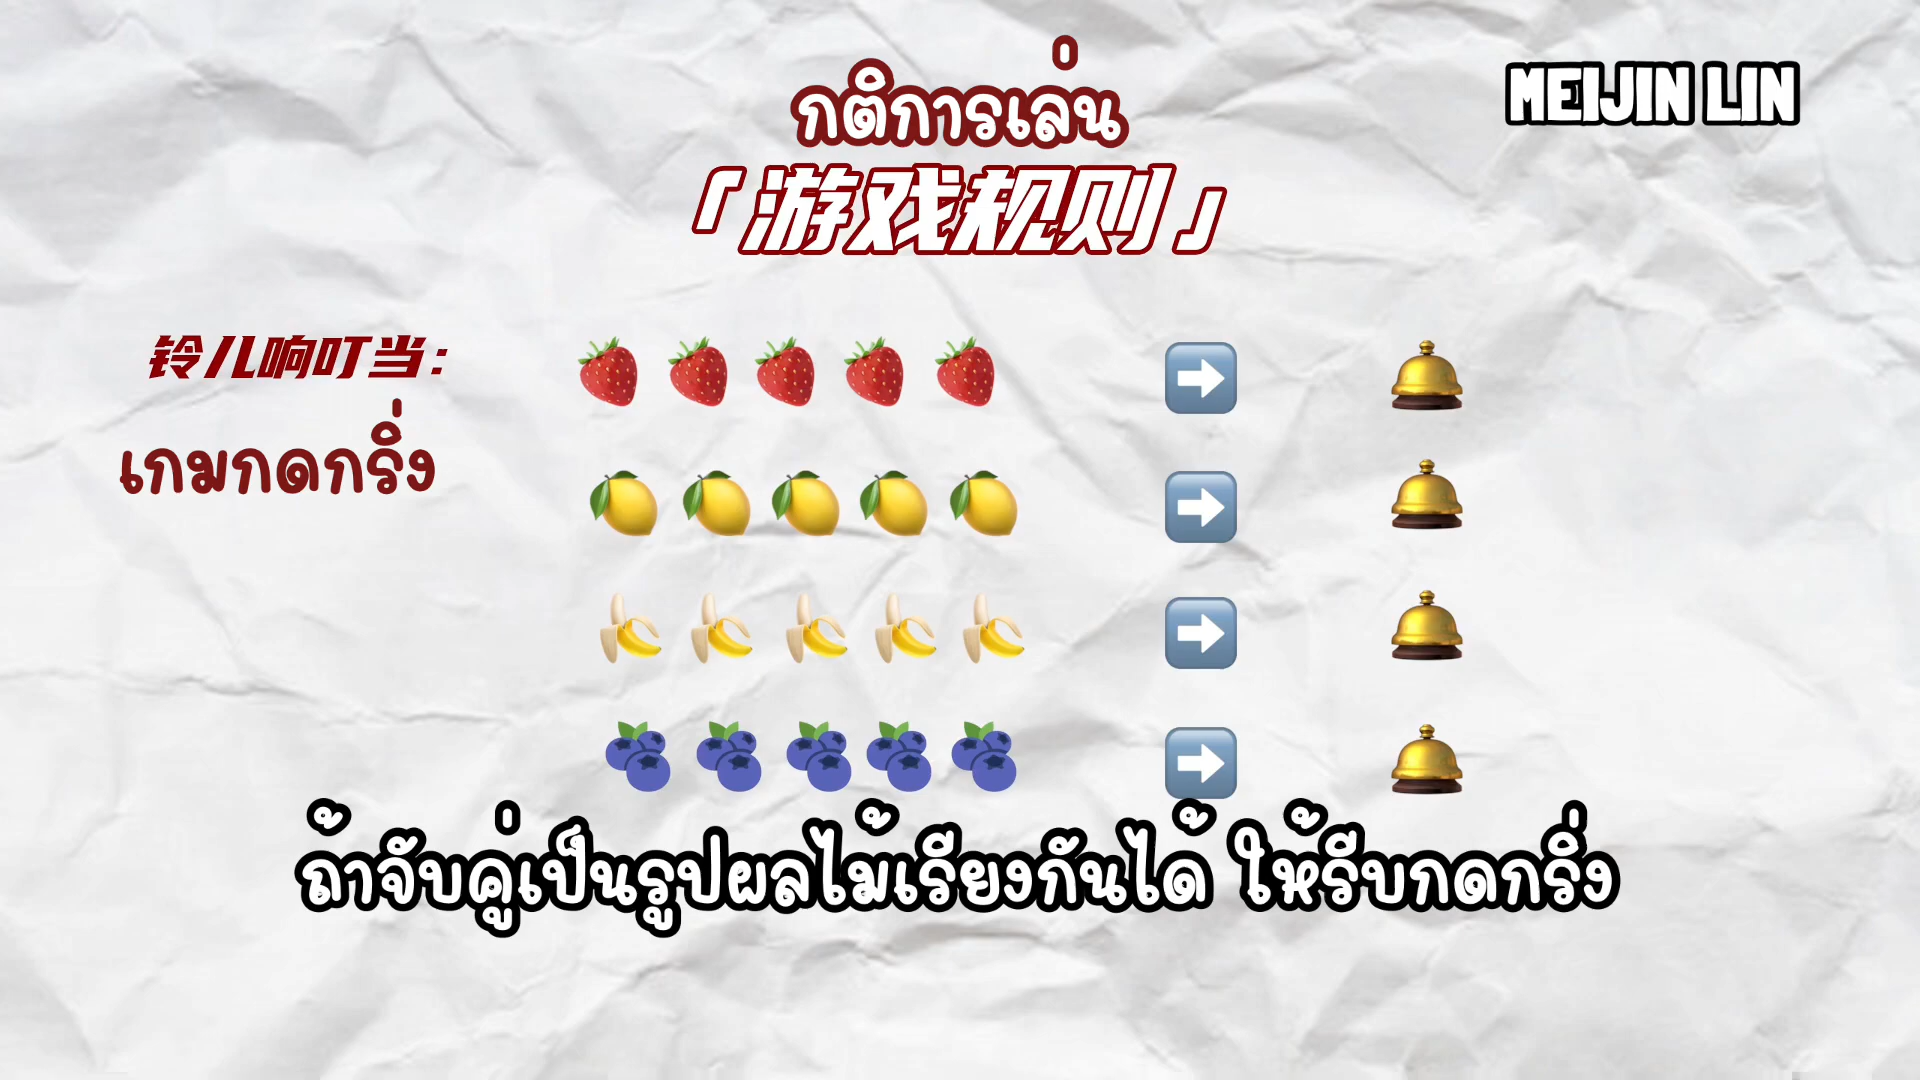 กติการเล่น
MEIJIN LIN
「游戏规则」
铃儿响叮当:
เกมกดกริ่ง
ถ้าจับคู่เป็นรูปผลไม้เรียงกันได้ ให้รีบกดกริ่ง